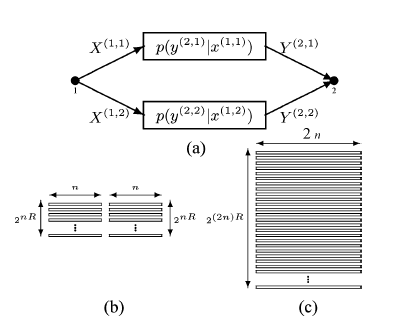 X^{(1,1)} p(y^{(2,1)}|x^{(1,1)}) Y^{(2,1)}
1 2
X^{(1,2)} p(y^{(2,2)}|x^{(1,2)}) Y^{(2,2)}
(a)
2 n
n n
2^{nR} 2^{nR} 2^{(2n)R}
(b) (c)